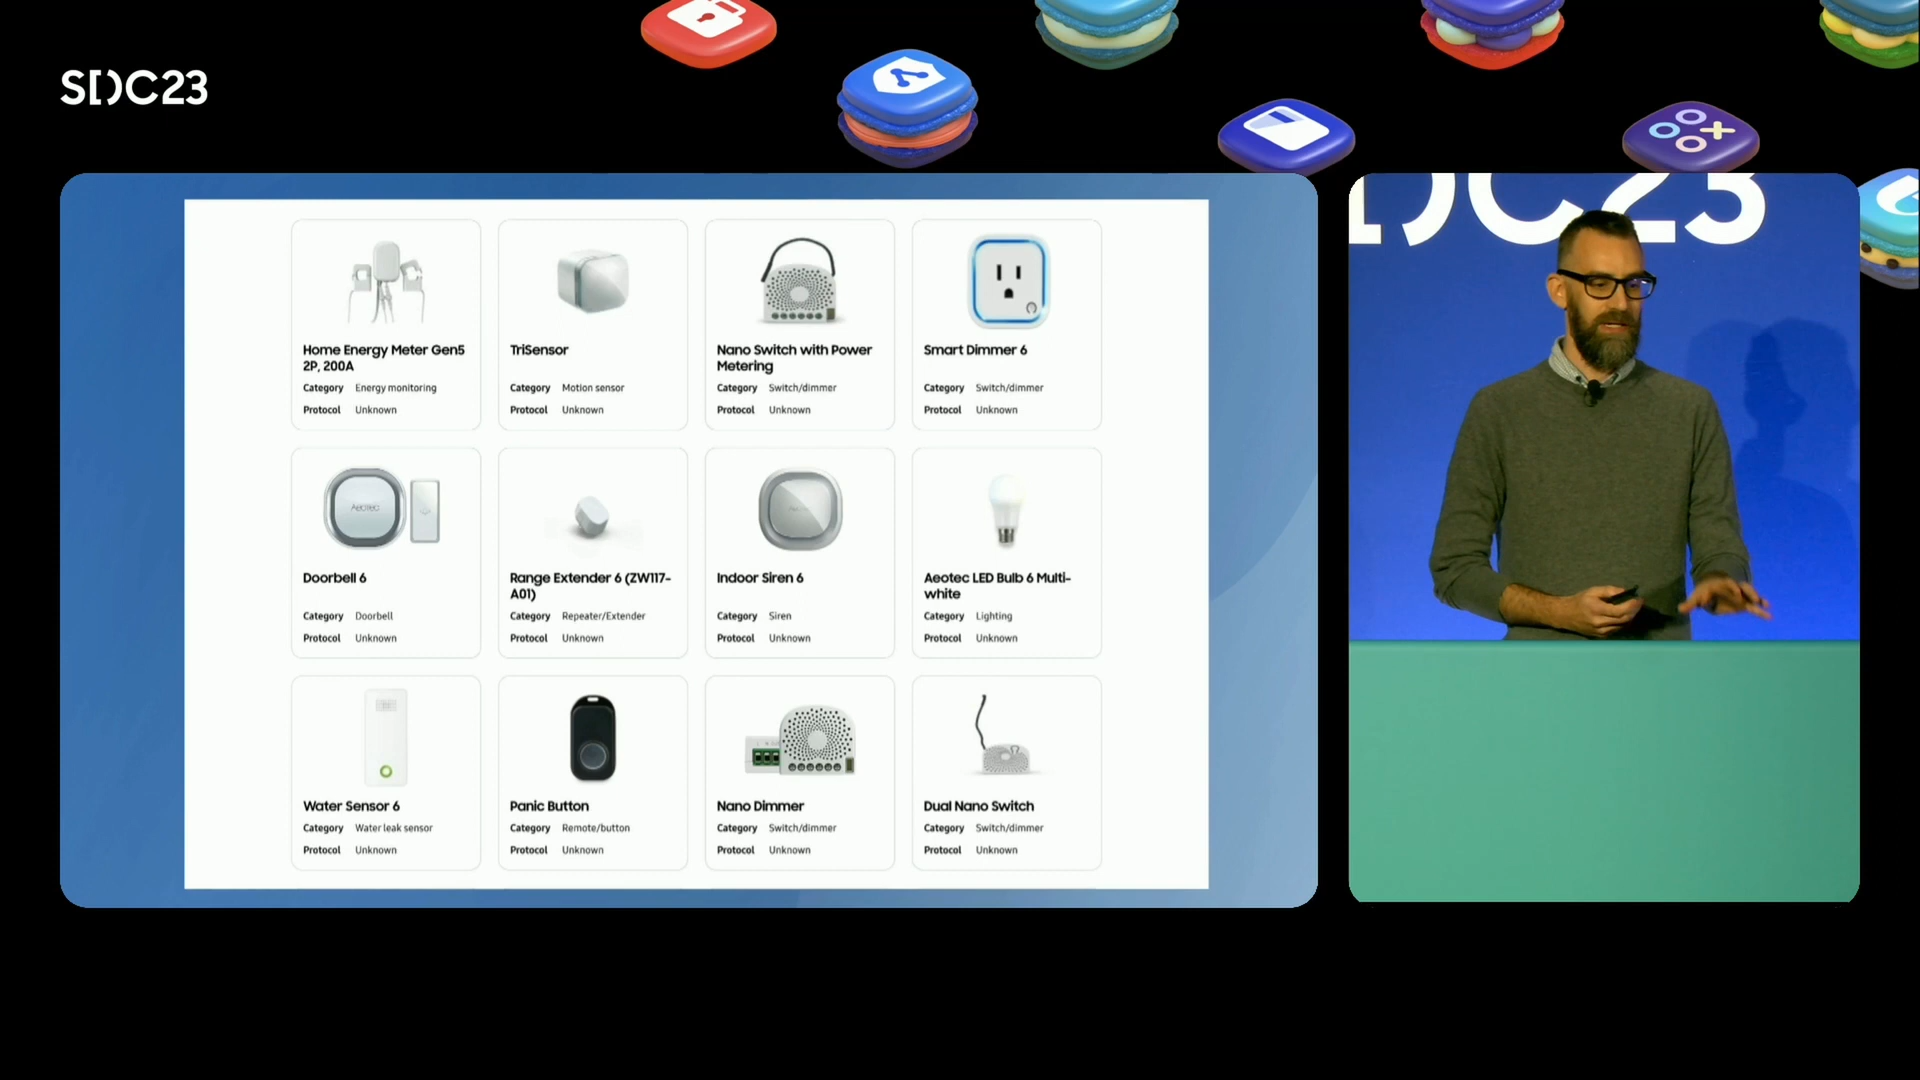 SDC23
SDC23
Home Energy Meter Gen5
2P, 200A
Category Energy monitoring
Protocol Unknown
TriSensor
Category Motion sensor
Protocol Unknown
Nano Switch with Power
Metering
Category Switch/dimmer
Protocol Unknown
Smart Dimmer 6
Category Switch/dimmer
Protocol Unknown
Aeotec
Doorbell 6
Category Doorbell
Protocol Unknown
Range Extender 6 (ZW117-
A01)
Category Repeater/Extender
Protocol Unknown
Indoor Siren 6
Category Siren
Protocol Unknown
Aeotec LED Bulb 6 Multi-
white
Category Lighting
Protocol Unknown
Water Sensor 6
Category Water leak sensor
Protocol Unknown
Panic Button
Category Remote/button
Protocol Unknown
Nano Dimmer
Category Switch/dimmer
Protocol Unknown
Dual Nano Switch
Category Switch/dimmer
Protocol Unknown